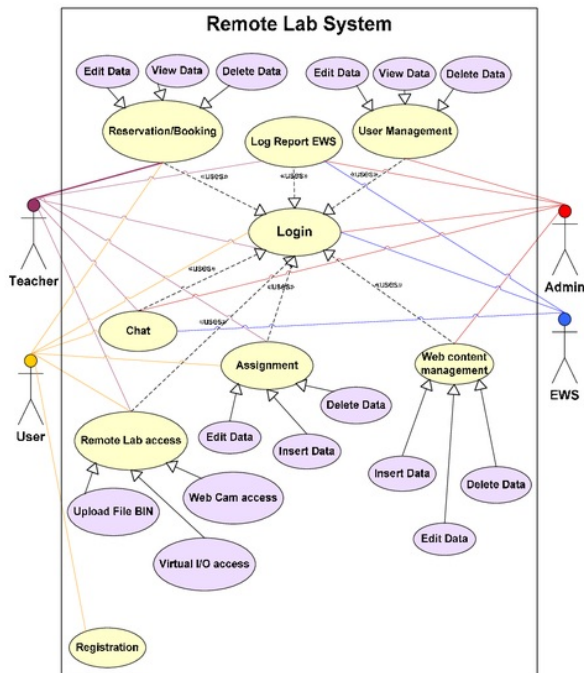 Remote Lab System
Edit Data
View Data
Delete Data
Edit Data
View Data
Delete Data
Reservation/Booking
Log Report EWS
User Management
«uses»
«uses»
«uses»
Login
Teacher
Admin
«uses»
«uses»
«uses»
«uses»
Chat
User
Assignment
Web content
management
EWS
Delete Data
Edit Data
Insert Data
Remote Lab access
Web Cam access
Upload File BIN
Virtual I/O access
Insert Data
Delete Data
Edit Data
Registration